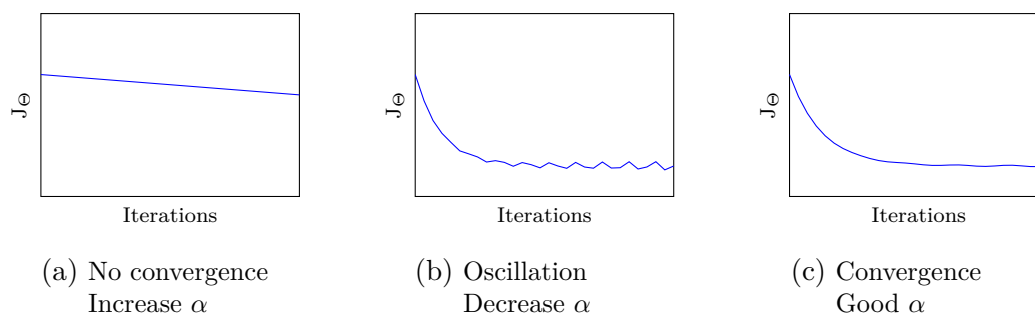 J_Θ
Iterations
(a) No convergence
Increase α
J_Θ
Iterations
(b) Oscillation
Decrease α
J_Θ
Iterations
(c) Convergence
Good α